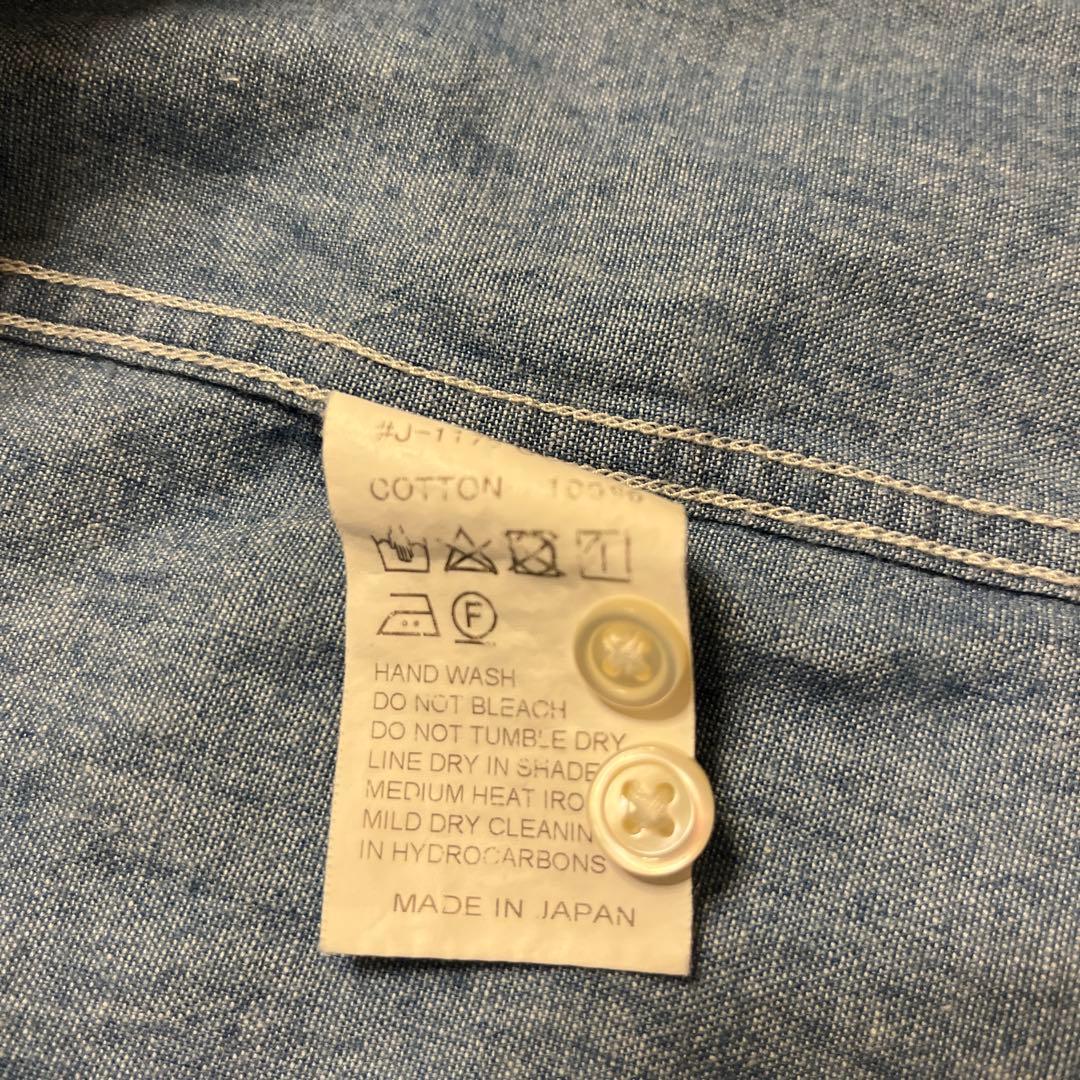 COTTON 100%
F
HAND WASH
DO NOT BLEACH
DO NOT TUMBLE DRY
LINE DRY IN SHADE
MEDIUM HEAT IRO
MILD DRY CLEANIN
IN HYDROCARBONS
MADE IN JAPAN